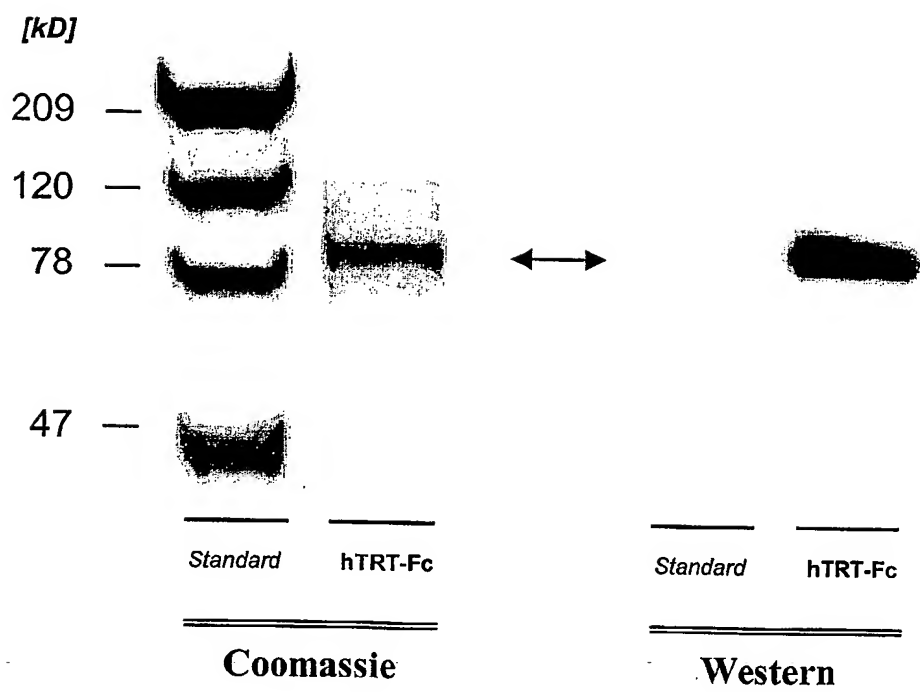 [kD]
209 —
120 —
78 —
47 —
Standard hTRT-Fc Standard hTRT-Fc
Coomassie Western